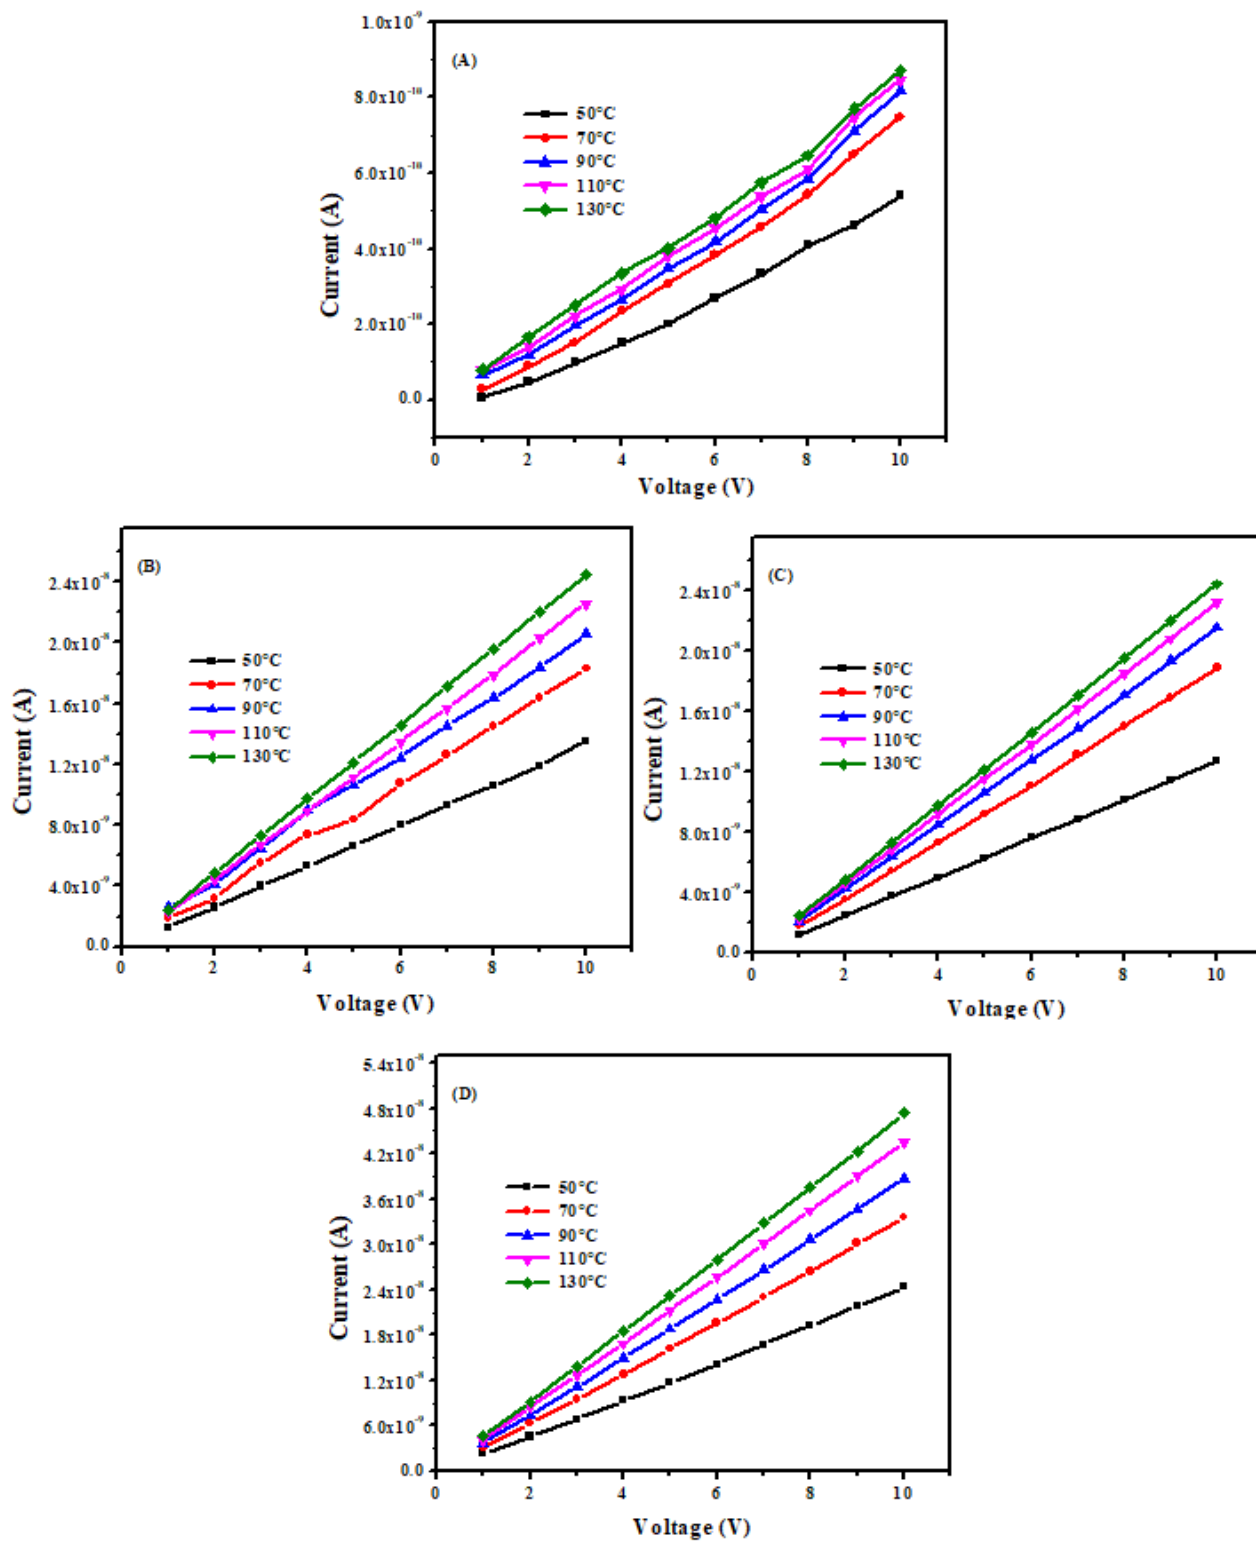 1.0x10⁻⁹
(A)
8.0x10⁻¹⁰
50°C
70°C
90°C
110°C
130°C
6.0x10⁻¹⁰
4.0x10⁻¹⁰
2.0x10⁻¹⁰
0.0
Current (A)
0 2 4 6 8 10
Voltage (V)
(B)
2.4x10⁻⁸
2.0x10⁻⁸
1.6x10⁻⁸
1.2x10⁻⁸
8.0x10⁻⁹
4.0x10⁻⁹
0.0
50°C
70°C
90°C
110°C
130°C
Current (A)
0 2 4 6 8 10
Voltage (V)
(C)
2.4x10⁻⁸
2.0x10⁻⁸
1.6x10⁻⁸
1.2x10⁻⁸
8.0x10⁻⁹
4.0x10⁻⁹
0.0
50°C
70°C
90°C
110°C
130°C
Current (A)
0 2 4 6 8 10
Voltage (V)
(D)
5.4x10⁻⁸
4.8x10⁻⁸
4.2x10⁻⁸
3.6x10⁻⁸
3.0x10⁻⁸
2.4x10⁻⁸
1.8x10⁻⁸
1.2x10⁻⁸
6.0x10⁻⁹
0.0
50°C
70°C
90°C
110°C
130°C
Current (A)
0 2 4 6 8 10
Voltage (V)